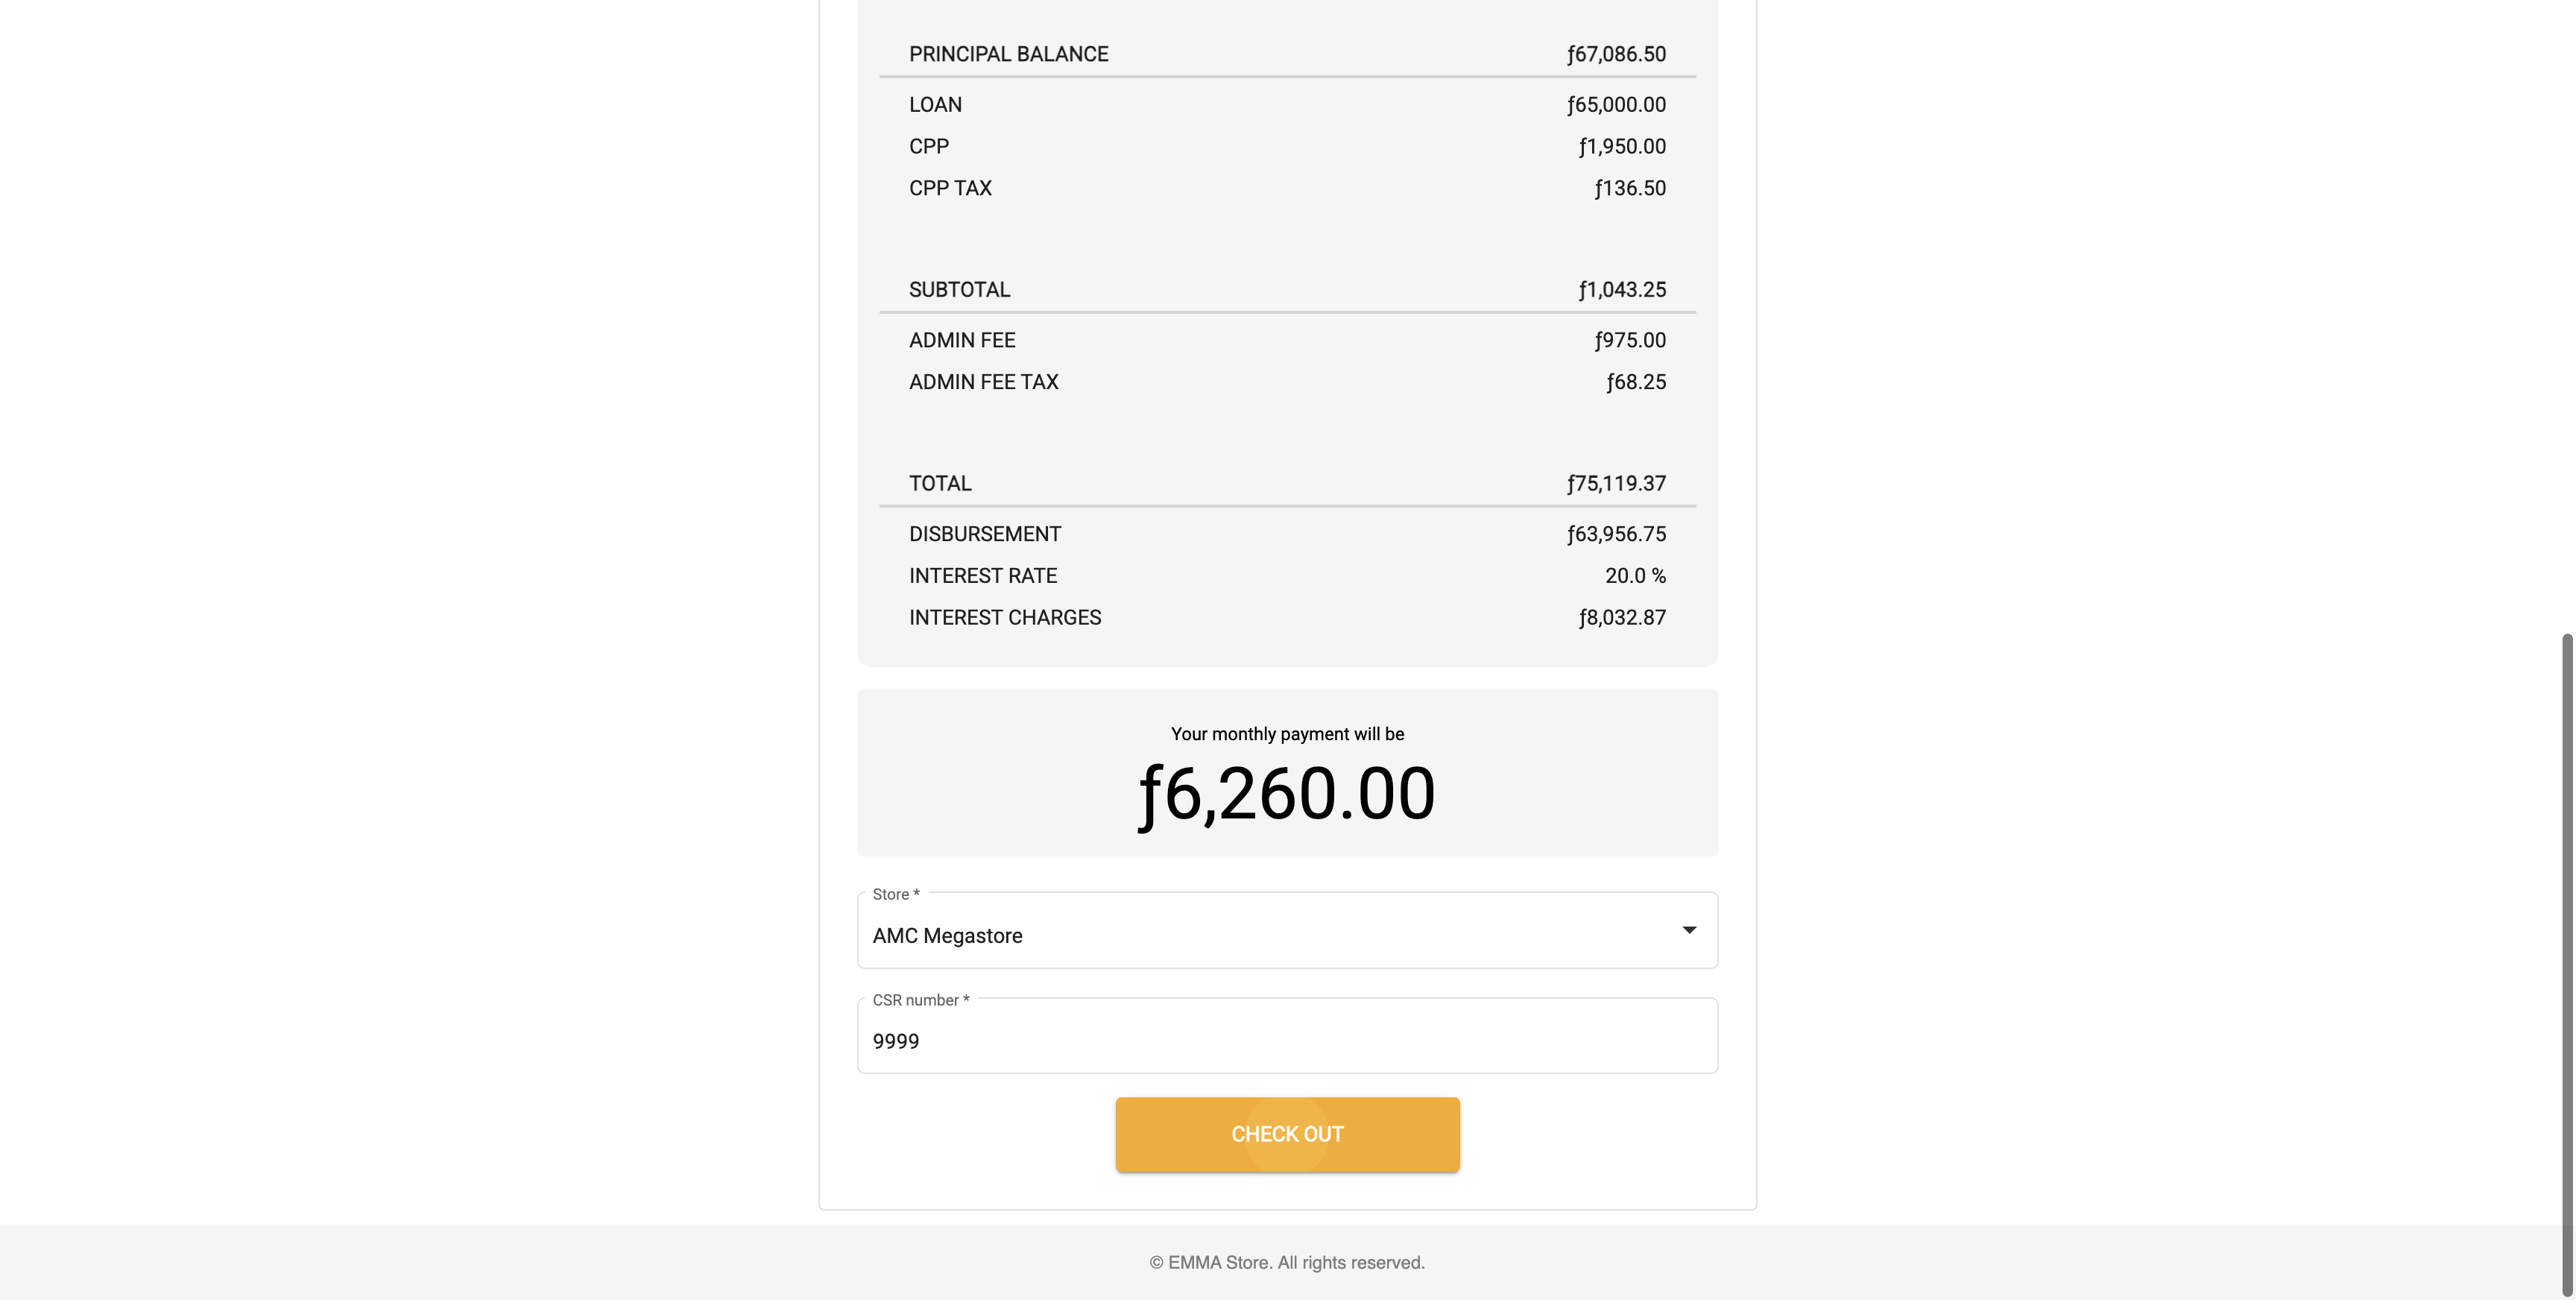 PRINCIPAL BALANCE ƒ67,086.50
LOAN ƒ65,000.00
CPP ƒ1,950.00
CPP TAX ƒ136.50
SUBTOTAL ƒ1,043.25
ADMIN FEE ƒ975.00
ADMIN FEE TAX ƒ68.25
TOTAL ƒ75,119.37
DISBURSEMENT ƒ63,956.75
INTEREST RATE 20.0 %
INTEREST CHARGES ƒ8,032.87
Your monthly payment will be
ƒ6,260.00
Store *
AMC Megastore
CSR number *
9999
CHECK OUT
© EMMA Store. All rights reserved.